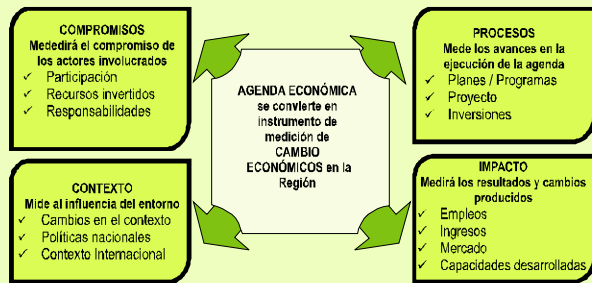 COMPROMISOS
Mededirá el compromiso de
los actores involucrados
✓ Participación
✓ Recursos invertidos
✓ Responsabilidades
PROCESOS
Mede los avances en la
ejecución de la agenda
✓ Planes / Programas
✓ Proyecto
✓ Inversiones
AGENDA ECONÓMICA
se convierte en
instrumento de
medición de
CAMBIO
ECONÓMICOS en la
Región
CONTEXTO
Mide al influencia del entorno
✓ Cambios en el contexto
✓ Políticas nacionales
✓ Contexto Internacional
IMPACTO
Medirá los resultados y cambios
producidos
✓ Empleos
✓ Ingresos
✓ Mercado
✓ Capacidades desarrolladas